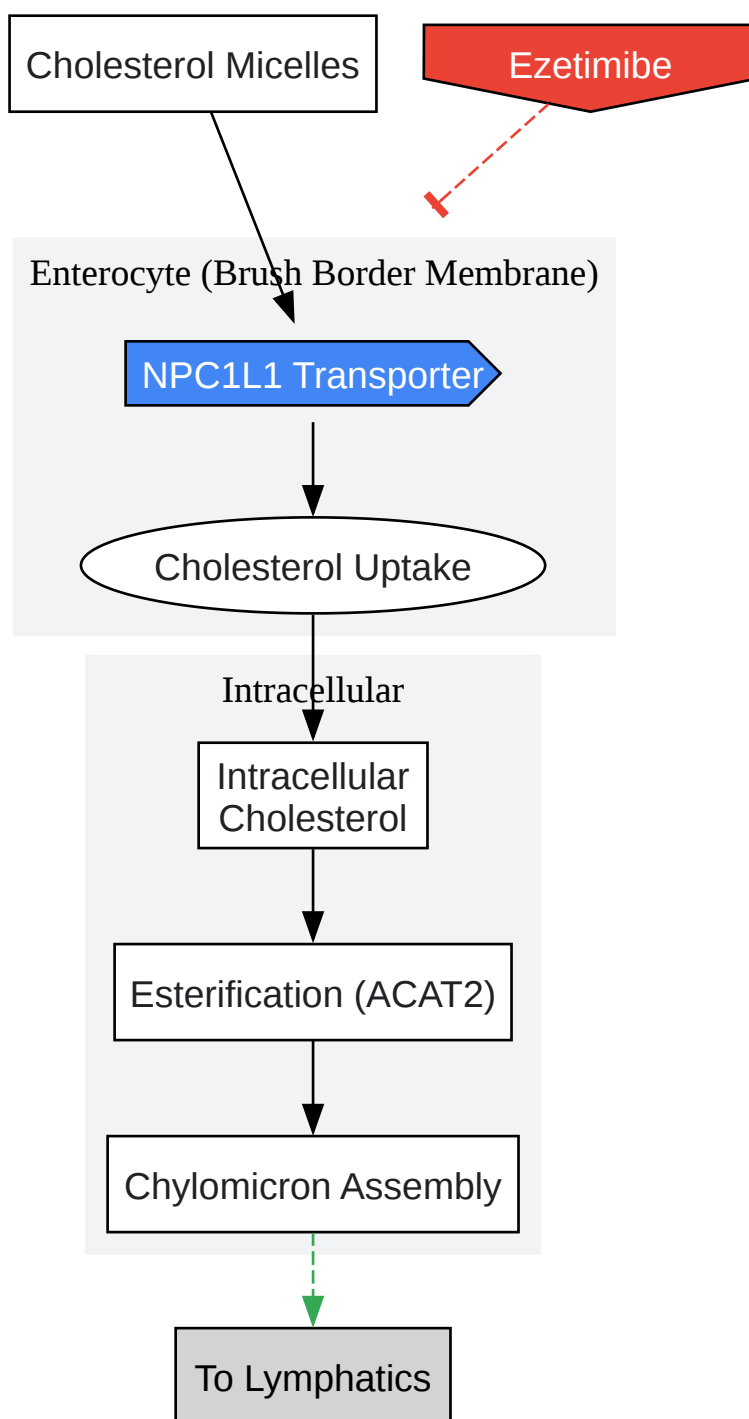 Cholesterol Micelles
Ezetimibe
Enterocyte (Brush Border Membrane)
NPC1L1 Transporter
Cholesterol Uptake
Intracellular
Intracellular
Cholesterol
Esterification (ACAT2)
Chylomicron Assembly
To Lymphatics